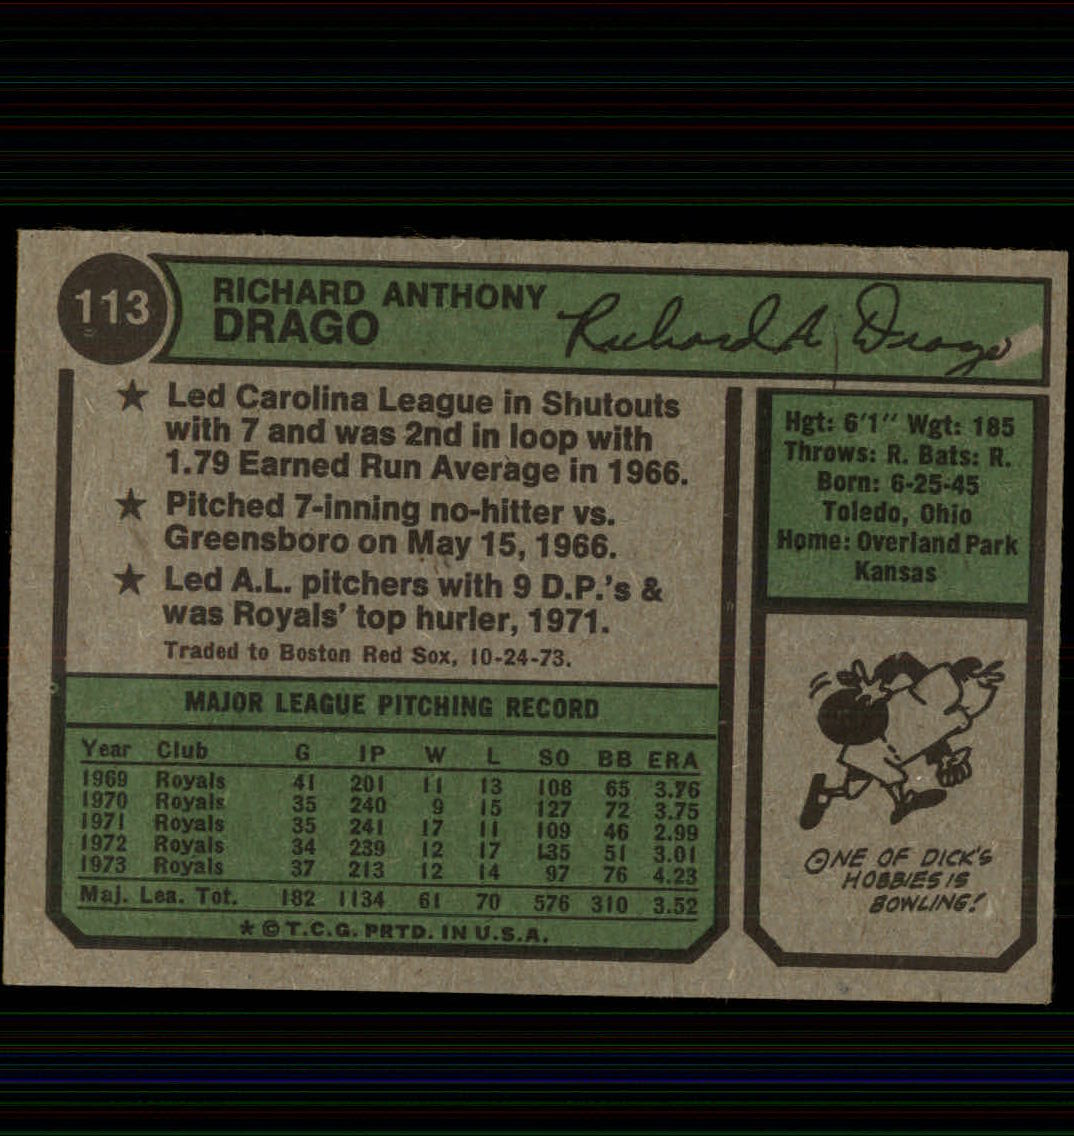 113
RICHARD ANTHONY
DRAGO
Richard A Drago
★ Led Carolina League in Shutouts
with 7 and was 2nd in loop with
1.79 Earned Run Average in 1966.
★ Pitched 7-inning no-hitter vs.
Greensboro on May 15, 1966.
★ Led A.L. pitchers with 9 D.P.'s &
was Royals' top hurler, 1971.
Traded to Boston Red Sox, 10-24-73.
Hgt: 6'1" Wgt: 185
Throws: R. Bats: R.
Born: 6-25-45
Toledo, Ohio
Home: Overland Park
Kansas
MAJOR LEAGUE PITCHING RECORD
Year Club G IP W L SO BB ERA
1969 Royals 41 201 11 13 108 65 3.76
1970 Royals 35 240 9 15 127 72 3.75
1971 Royals 35 241 17 11 109 46 2.99
1972 Royals 34 239 12 17 135 51 3.01
1973 Royals 37 213 12 14 97 76 4.23
Maj. Lea. Tot. 182 1134 61 70 576 310 3.52
* © T.C.G. PRTD. IN U.S.A.
ONE OF DICK'S
HOBBIES IS
BOWLING!